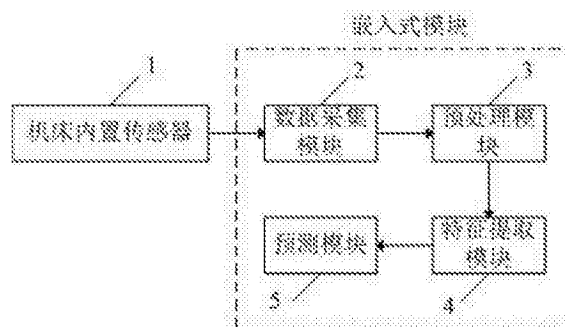 嵌入式模块
1
2
3
机床内置传感器
数据采集
模块
预处理模
块
预测模块
特征提取
模块
5
4